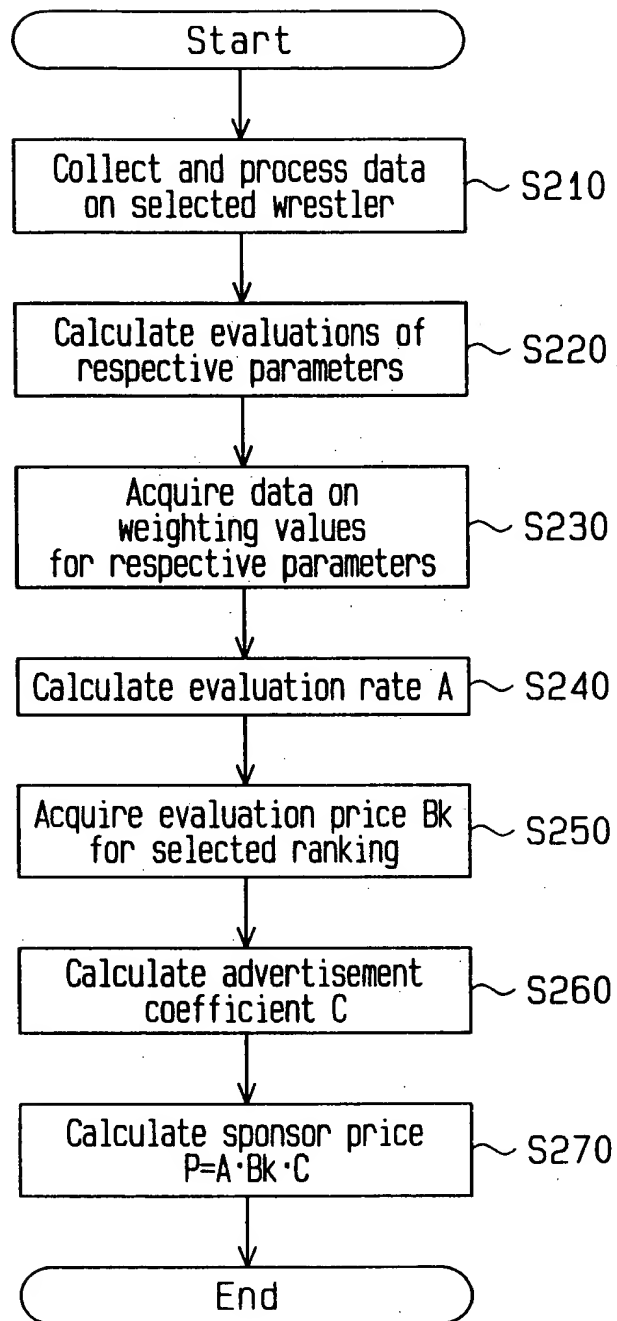 Start
Collect and process data
on selected wrestler
S210
Calculate evaluations of
respective parameters
S220
Acquire data on
weighting values
for respective parameters
S230
Calculate evaluation rate A
S240
Acquire evaluation price Bk
for selected ranking
S250
Calculate advertisement
coefficient C
S260
Calculate sponsor price
P=A·Bk·C
S270
End